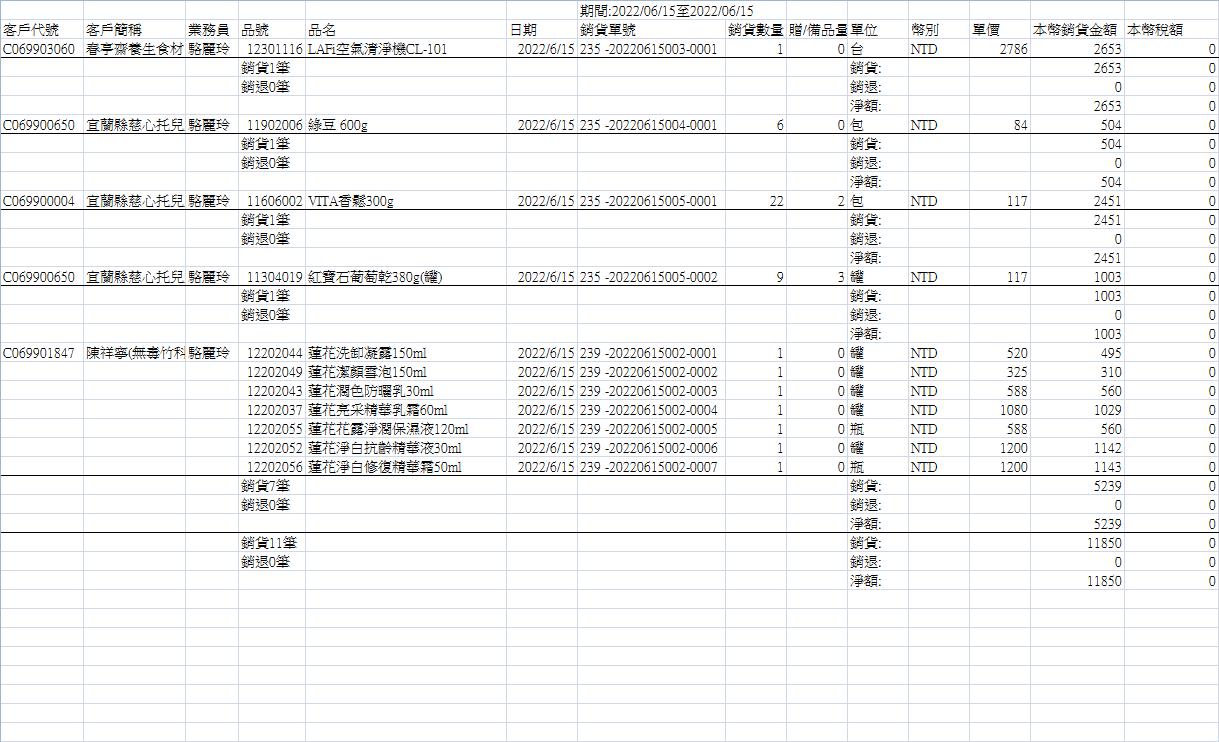 期間:2022/06/15至2022/06/15
客戶代號 客戶簡稱 業務員 品號 品名 日期 銷貨單號 銷貨數量 贈/備品量 單位 幣別 單價 本幣銷貨金額 本幣稅額
C069903060 春亭齋養生食材 駱麗玲 12301116 LAFi空氣清淨機CL-101 2022/6/15 235 -20220615003-0001 1 0 台 NTD 2786 2653 0
銷貨1筆 銷貨: 2653 0
銷退0筆 銷退: 0 0
淨額: 2653 0
C069900650 宜蘭縣慈心托兒 駱麗玲 11902006 綠豆 600g 2022/6/15 235 -20220615004-0001 6 0 包 NTD 84 504 0
銷貨1筆 銷貨: 504 0
銷退0筆 銷退: 0 0
淨額: 504 0
C069900004 宜蘭縣慈心托兒 駱麗玲 11606002 VITA香鬆300g 2022/6/15 235 -20220615005-0001 22 2 包 NTD 117 2451 0
銷貨1筆 銷貨: 2451 0
銷退0筆 銷退: 0 0
淨額: 2451 0
C069900650 宜蘭縣慈心托兒 駱麗玲 11304019 紅寶石葡萄乾380g(罐) 2022/6/15 235 -20220615005-0002 9 3 罐 NTD 117 1003 0
銷貨1筆 銷貨: 1003 0
銷退0筆 銷退: 0 0
淨額: 1003 0
C069901847 陳祥寧(無毒竹科 駱麗玲 12202044 蓮花洗卸凝露150ml 2022/6/15 239 -20220615002-0001 1 0 罐 NTD 520 495 0
12202049 蓮花潔顏雪泡150ml 2022/6/15 239 -20220615002-0002 1 0 罐 NTD 325 310 0
12202043 蓮花潤色防曬乳30ml 2022/6/15 239 -20220615002-0003 1 0 罐 NTD 588 560 0
12202037 蓮花亮采精華乳霜60ml 2022/6/15 239 -20220615002-0004 1 0 罐 NTD 1080 1029 0
12202055 蓮花花露淨潤保濕液120ml 2022/6/15 239 -20220615002-0005 1 0 瓶 NTD 588 560 0
12202052 蓮花淨白抗齡精華液30ml 2022/6/15 239 -20220615002-0006 1 0 罐 NTD 1200 1142 0
12202056 蓮花淨白修復精華霜50ml 2022/6/15 239 -20220615002-0007 1 0 瓶 NTD 1200 1143 0
銷貨7筆 銷貨: 5239 0
銷退0筆 銷退: 0 0
淨額: 5239 0
銷貨11筆 銷貨: 11850 0
銷退0筆 銷退: 0 0
淨額: 11850 0